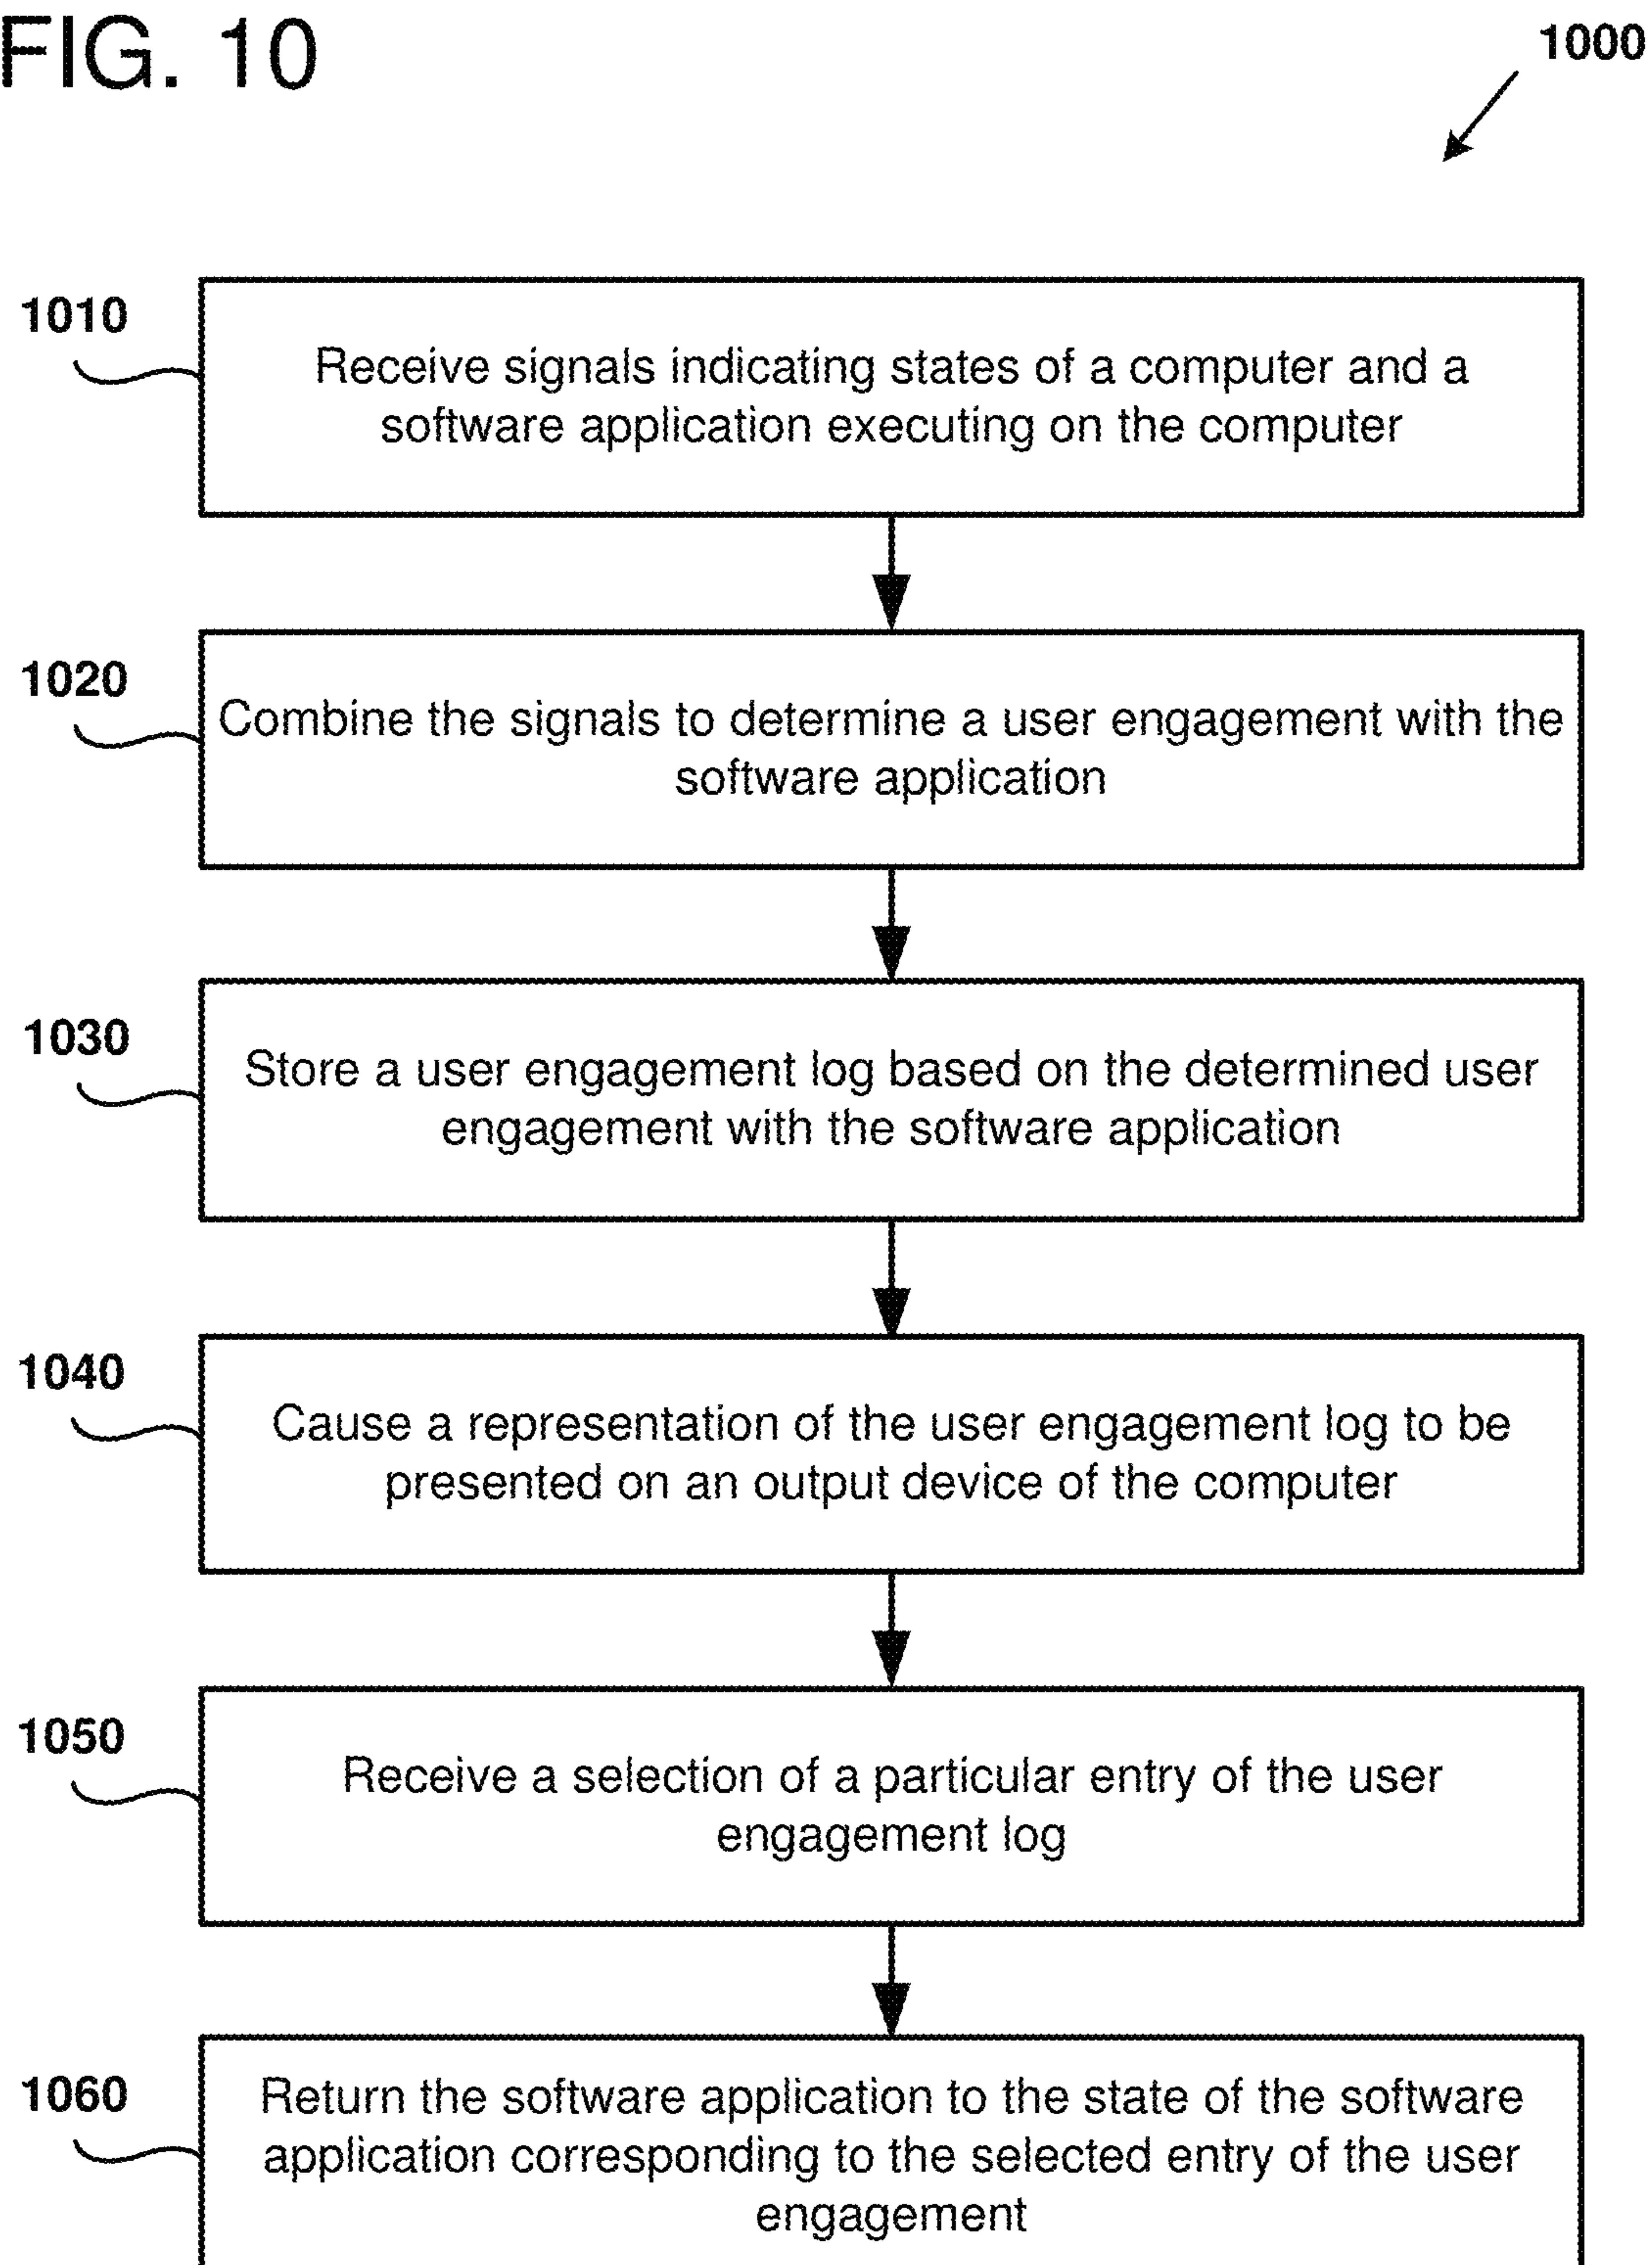 FIG. 10
1000
1010
Receive signals indicating states of a computer and a
software application executing on the computer
1020
Combine the signals to determine a user engagement with the
software application
1030
Store a user engagement log based on the determined user
engagement with the software application
1040
Cause a representation of the user engagement log to be
presented on an output device of the computer
1050
Receive a selection of a particular entry of the user
engagement log
1060
Return the software application to the state of the software
application corresponding to the selected entry of the user
engagement